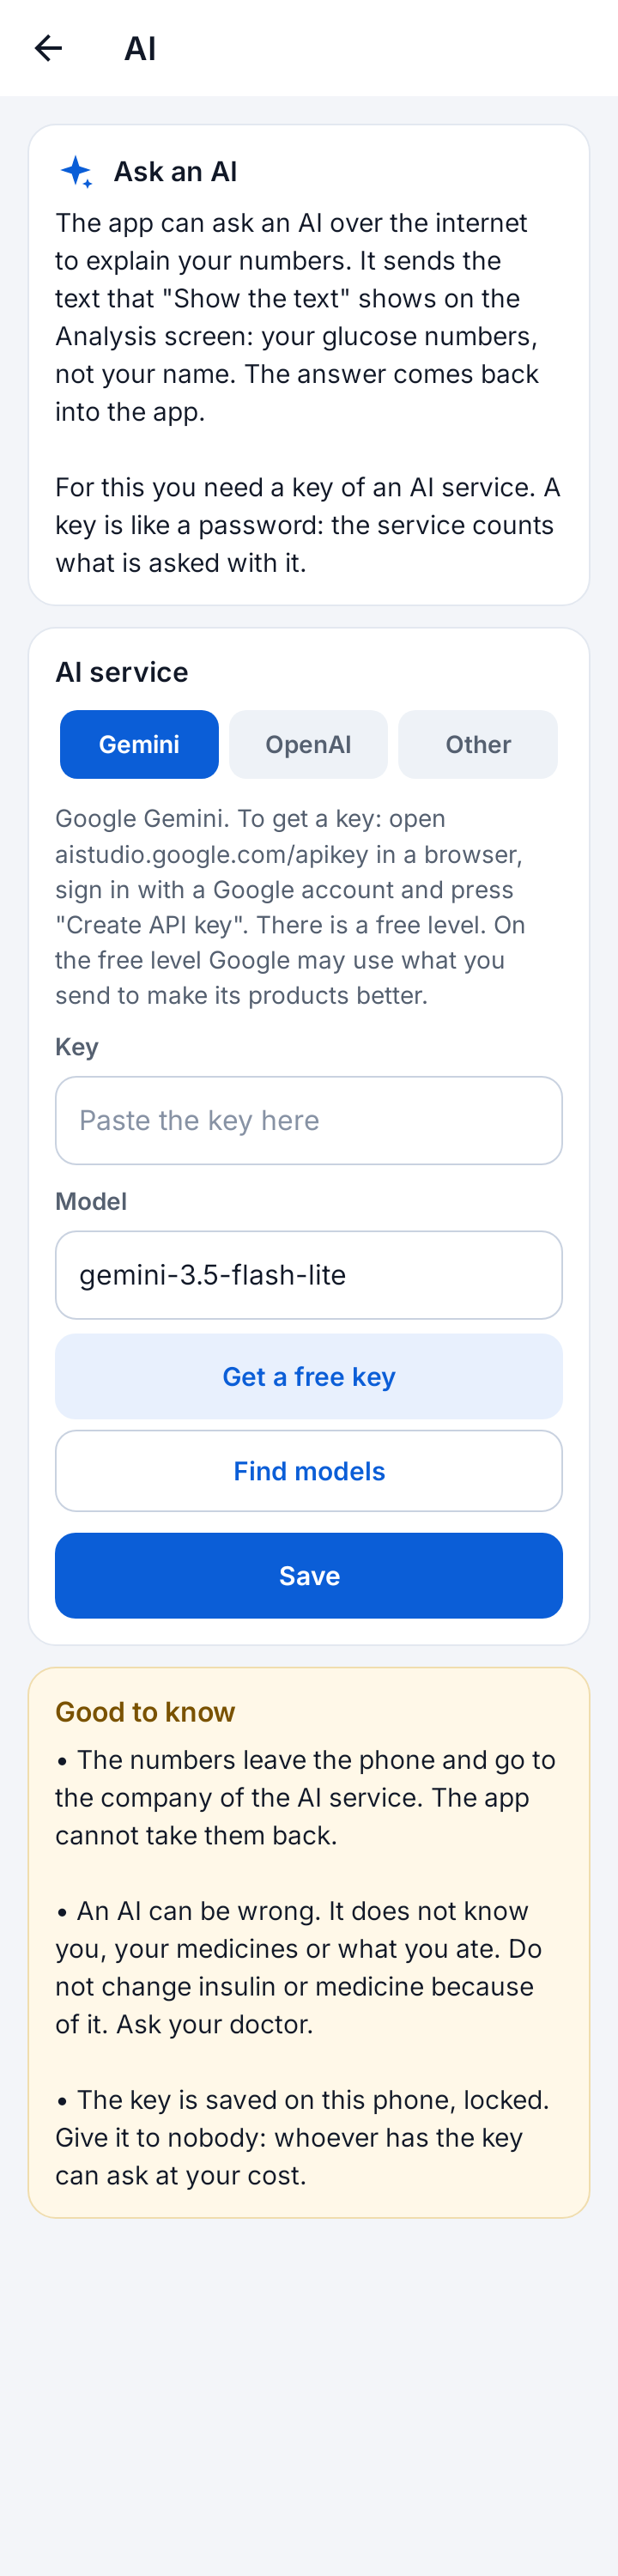 AI
Ask an AI
The app can ask an AI over the internet
to explain your numbers. It sends the
text that "Show the text" shows on the
Analysis screen: your glucose numbers,
not your name. The answer comes back
into the app.
For this you need a key of an AI service. A
key is like a password: the service counts
what is asked with it.
AI service
Gemini
OpenAI
Other
Google Gemini. To get a key: open
aistudio.google.com/apikey in a browser,
sign in with a Google account and press
"Create API key". There is a free level. On
the free level Google may use what you
send to make its products better.
Key
Paste the key here
Model
gemini-3.5-flash-lite
Get a free key
Find models
Save
Good to know
• The numbers leave the phone and go to
the company of the AI service. The app
cannot take them back.
• An AI can be wrong. It does not know
you, your medicines or what you ate. Do
not change insulin or medicine because
of it. Ask your doctor.
• The key is saved on this phone, locked.
Give it to nobody: whoever has the key
can ask at your cost.